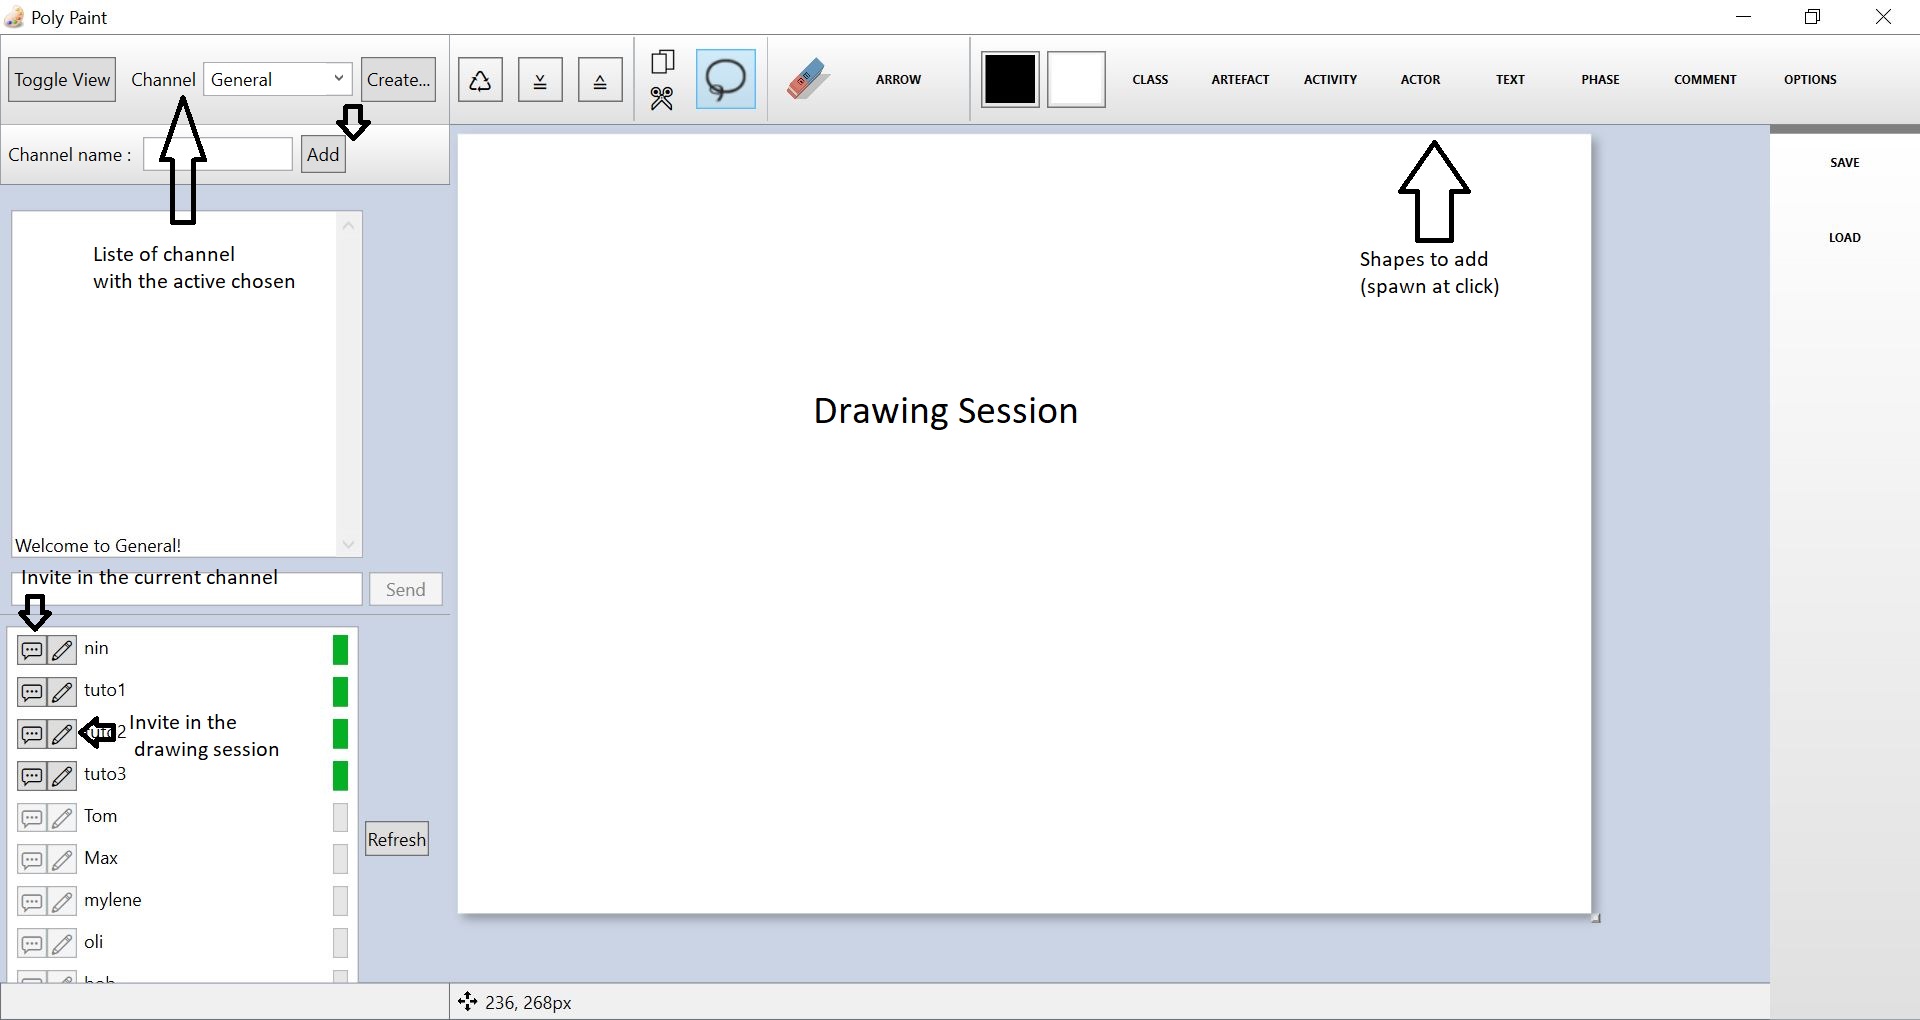 Poly Paint
Toggle View Channel General Create... ARROW CLASS ARTEFACT ACTIVITY ACTOR TEXT PHASE COMMENT OPTIONS
Channel name : Add
SAVE
LOAD
Liste of channel
with the active chosen
Shapes to add
(spawn at click)
Drawing Session
Welcome to General!
Invite in the current channel
Send
nin
tuto1
tuto2
Invite in the
drawing session
tuto3
Tom
Max
Refresh
mylene
oli
236, 268px